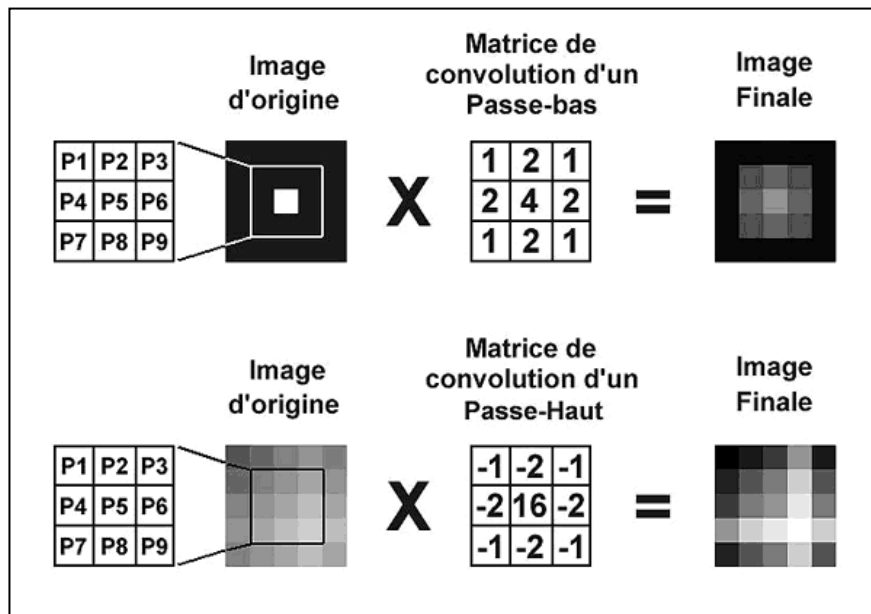 Image
d'origine
Matrice de
convolution d'un
Passe-bas
Image
Finale
P1 P2 P3
P4 P5 P6
P7 P8 P9
X
1 2 1
2 4 2
1 2 1
=
Image
d'origine
Matrice de
convolution d'un
Passe-Haut
Image
Finale
P1 P2 P3
P4 P5 P6
P7 P8 P9
X
-1 -2 -1
-2 16 -2
-1 -2 -1
=